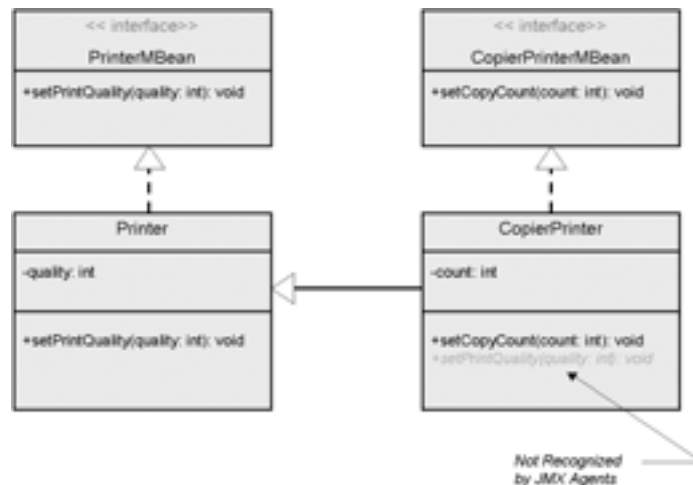 << interface>>
PrinterMBean
+setPrintQuality(quality: int): void
<< interface>>
CopierPrinterMBean
+setCopyCount(count: int): void
Printer
-quality: int
+setPrintQuality(quality: int): void
CopierPrinter
-count: int
+setCopyCount(count: int): void
+setPrintQuality(quality: int): void
Not Recognized
by JMX Agents